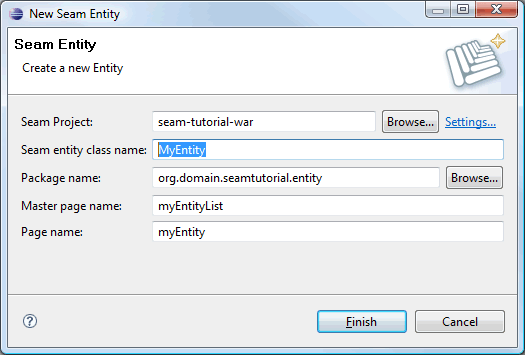 New Seam Entity
Seam Entity
Create a new Entity
Seam Project: seam-tutorial-war Browse... Settings...
Seam entity class name: MyEntity
Package name: org.domain.seamtutorial.entity Browse...
Master page name: myEntityList
Page name: myEntity
? Finish Cancel